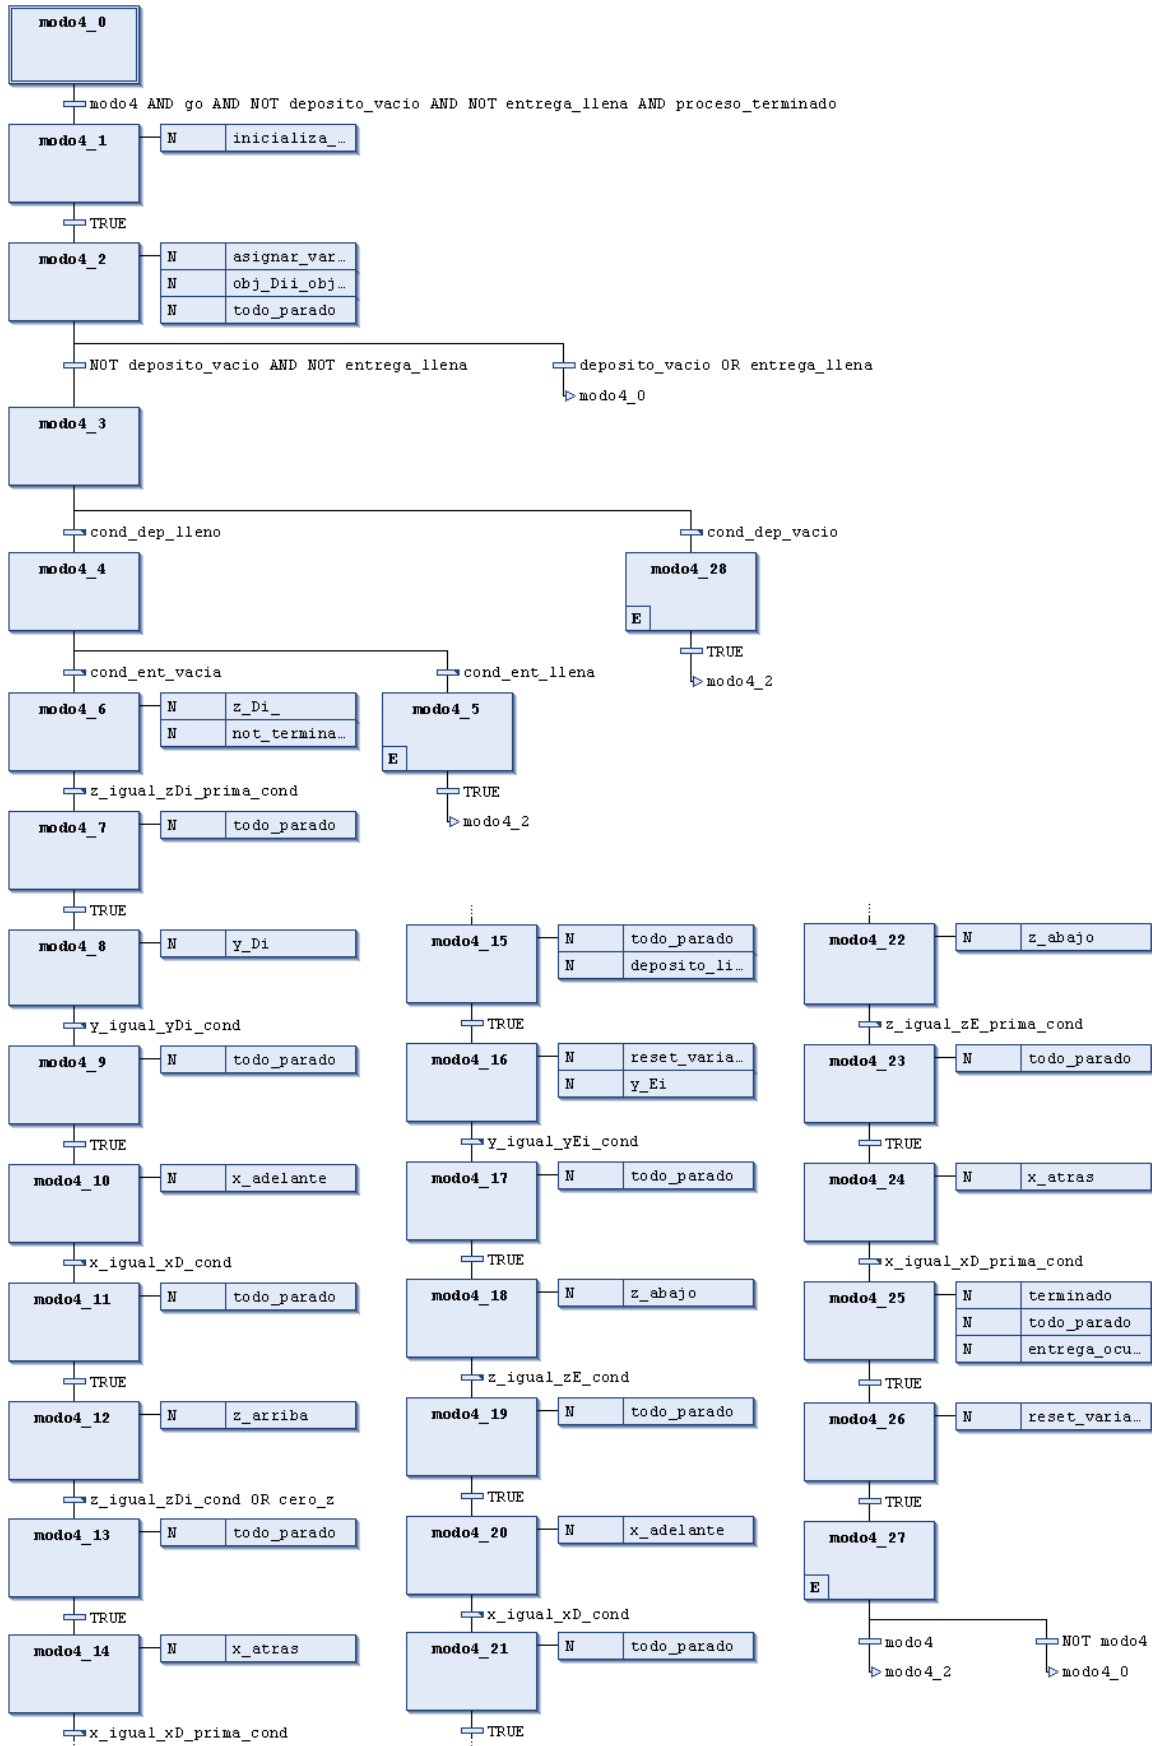 modo4_0
modo4 AND go AND NOT deposito_vacio AND NOT entrega_llena AND proceso_terminado
modo4_1
N inicializa_…
TRUE
modo4_2
N asignar_var…
N obj_Dii_obj…
N todo_parado
NOT deposito_vacio AND NOT entrega_llena
deposito_vacio OR entrega_llena
modo4_0
modo4_3
cond_dep_lleno
cond_dep_vacio
modo4_4
modo4_28
E
TRUE
modo4_2
cond_ent_vacia
cond_ent_llena
modo4_6
N z_Di_
N not_termina…
modo4_5
E
TRUE
modo4_2
z_igual_zDi_prima_cond
modo4_7
N todo_parado
TRUE
modo4_8
N y_Di
y_igual_yDi_cond
modo4_9
N todo_parado
TRUE
modo4_10
N x_adelante
x_igual_xD_cond
modo4_11
N todo_parado
TRUE
modo4_12
N z_arriba
z_igual_zDi_cond OR cero_z
modo4_13
N todo_parado
TRUE
modo4_14
N x_atras
x_igual_xD_prima_cond
modo4_15
N todo_parado
N deposito_li…
TRUE
modo4_16
N reset_varia…
N y_Ei
y_igual_yEi_cond
modo4_17
N todo_parado
TRUE
modo4_18
N z_abajo
z_igual_zE_cond
modo4_19
N todo_parado
TRUE
modo4_20
N x_adelante
x_igual_xD_cond
modo4_21
N todo_parado
TRUE
modo4_22
N z_abajo
z_igual_zE_prima_cond
modo4_23
N todo_parado
TRUE
modo4_24
N x_atras
x_igual_xD_prima_cond
modo4_25
N terminado
N todo_parado
N entrega_ocu…
TRUE
modo4_26
N reset_varia…
TRUE
modo4_27
E
modo4
NOT modo4
modo4_2
modo4_0